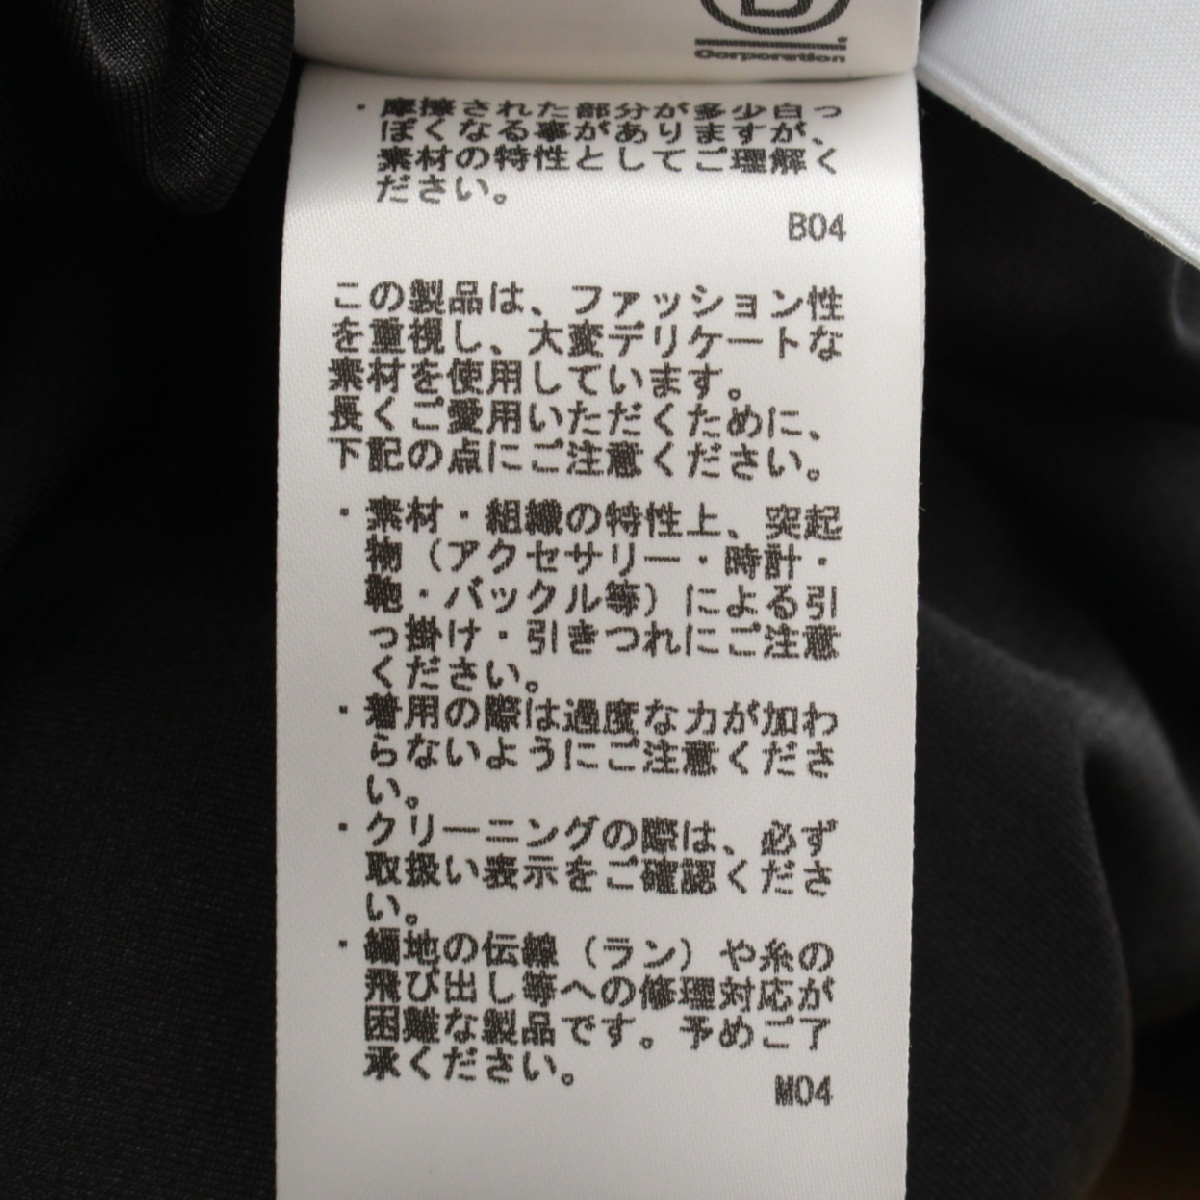 Corporation
・摩擦された部分が多少白っ
ぽくなる事がありますが、
素材の特性としてご理解く
ださい。
B04
この製品は、ファッション性
を重視し、大変デリケートな
素材を使用しています。
長くご愛用いただくために、
下記の点にご注意ください。
・素材・組織の特性上、突起
物（アクセサリー・時計・
鞄・バックル等）による引
っ掛け・引きつれにご注意
ください。
・着用の際は過度な力が加わ
らないようにご注意くださ
い。
・クリーニングの際は、必ず
取扱い表示をご確認くださ
い。
・編地の伝線（ラン）や糸の
飛び出し等への修理対応が
困難な製品です。予めご了
承ください。
M04